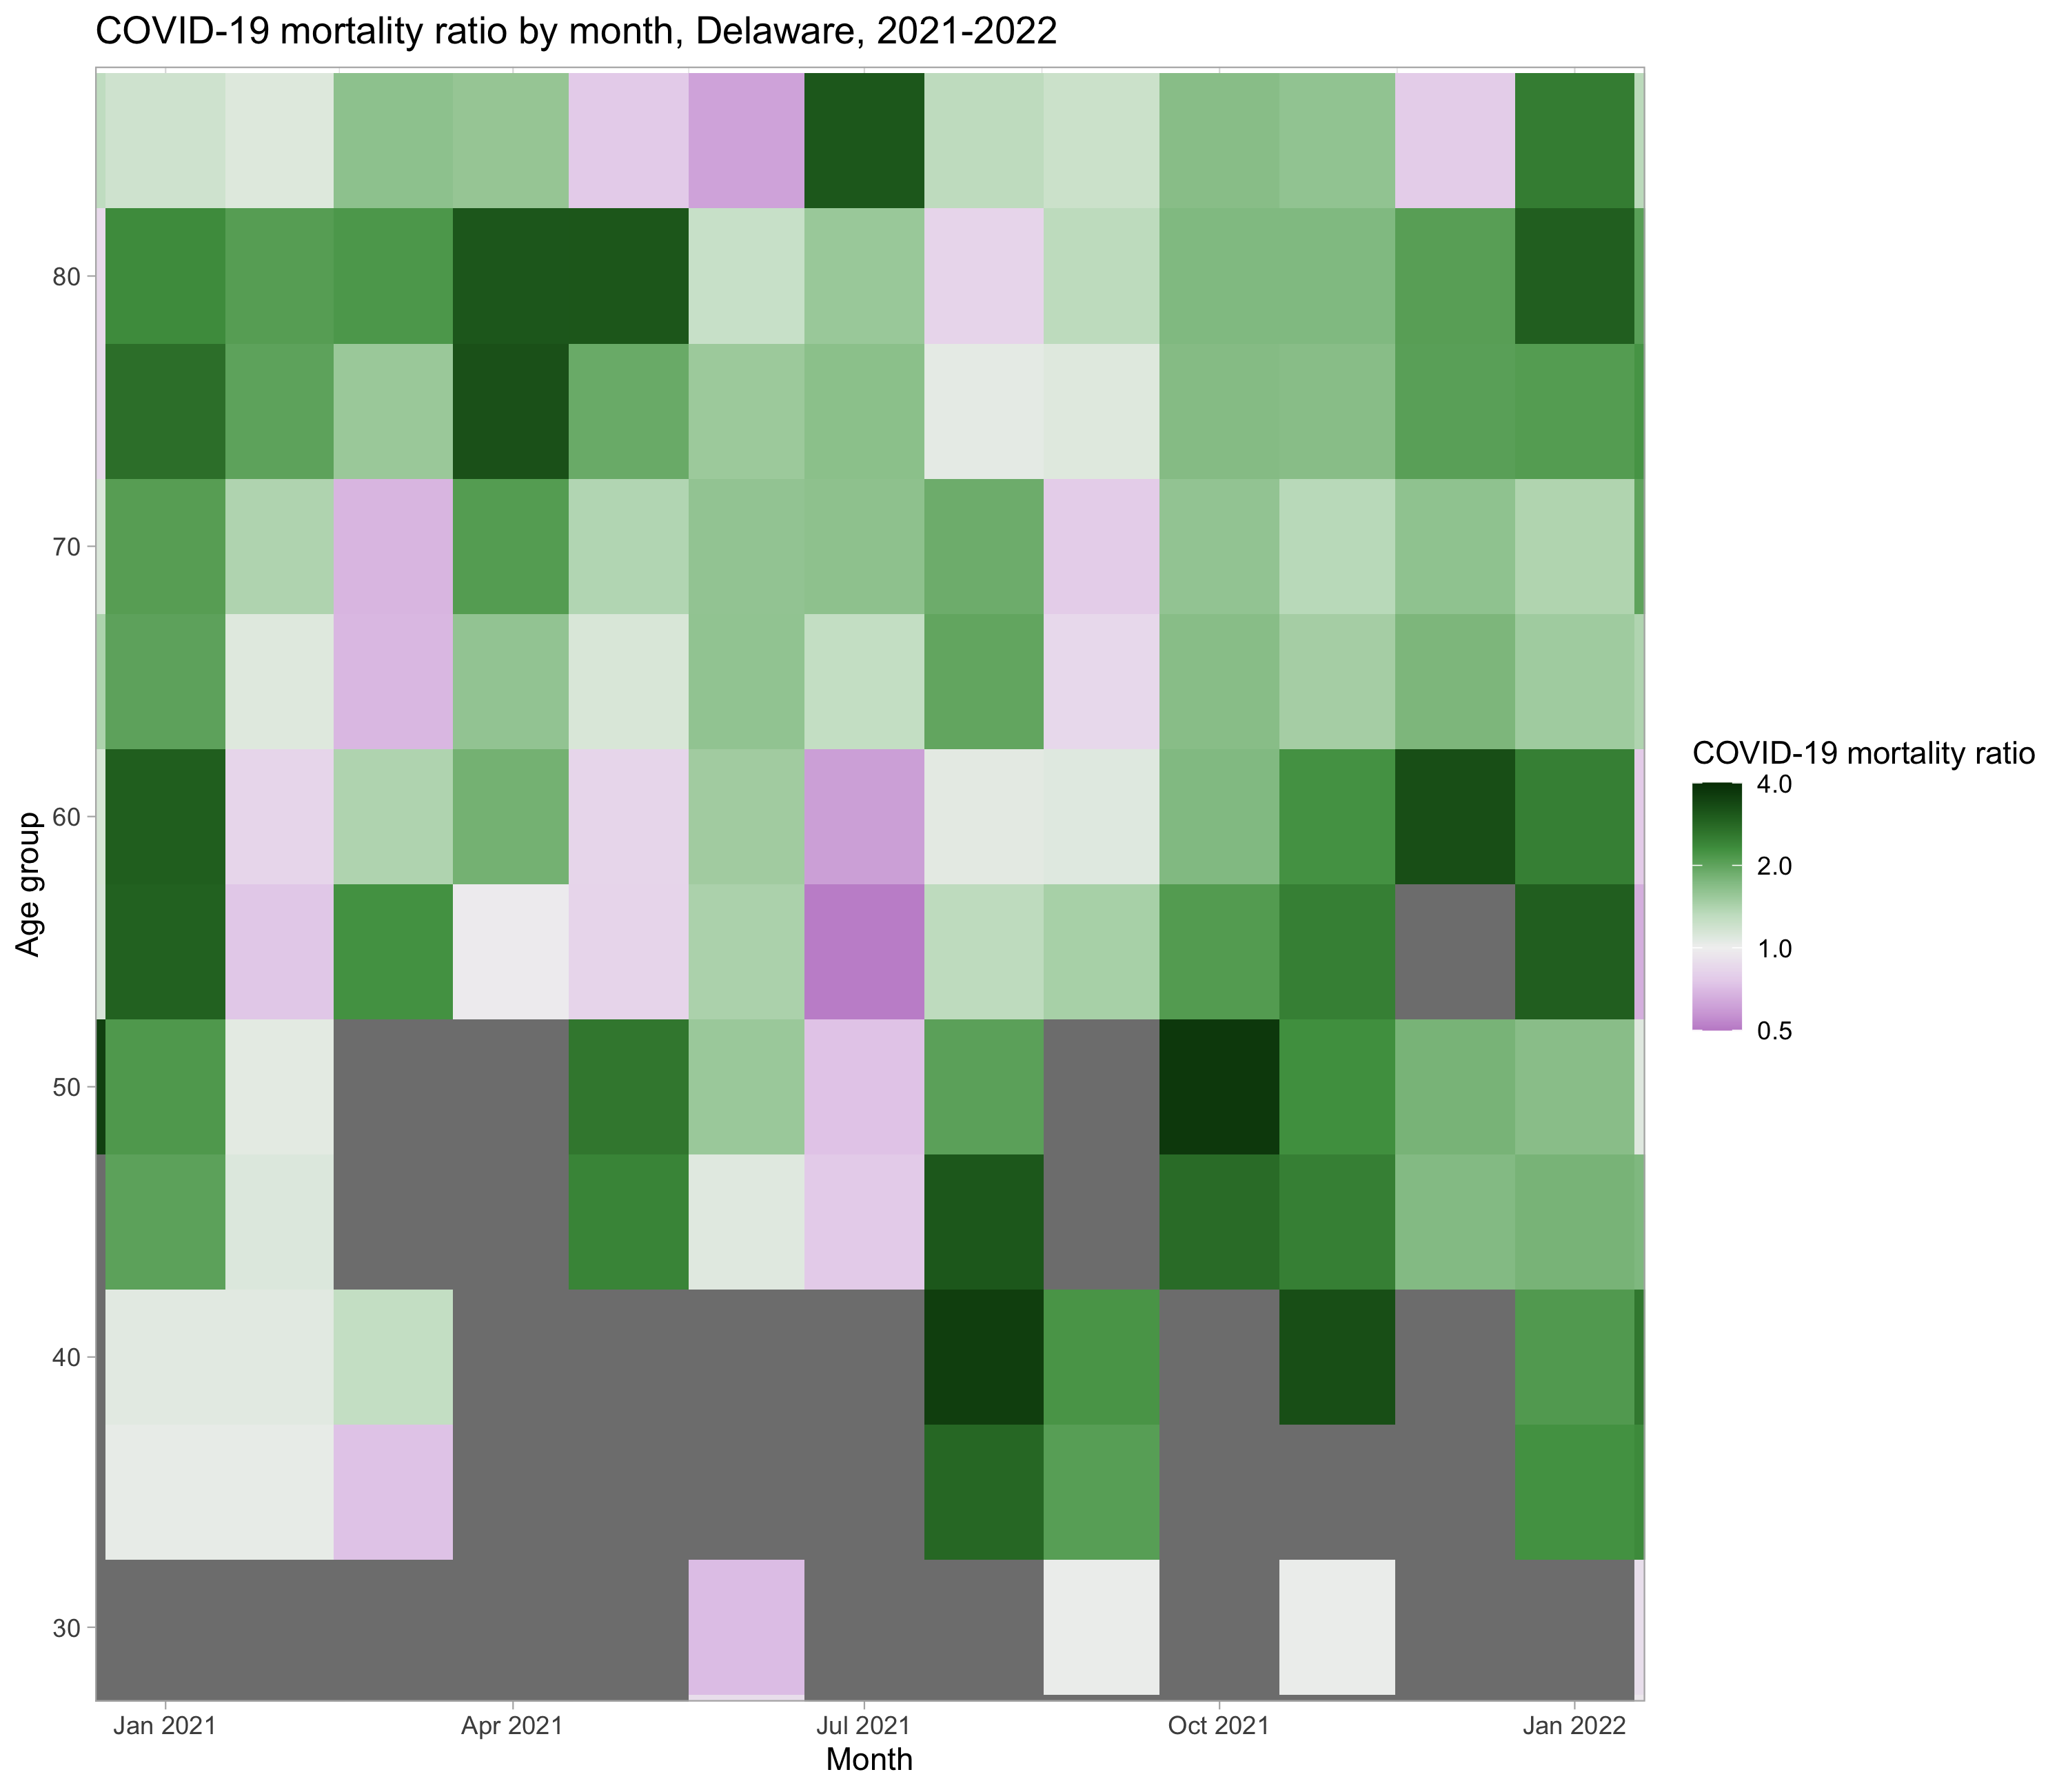 COVID-19 mortality ratio by month, Delaware, 2021-2022
Age group
80
70
60
50
40
30
Jan 2021
Apr 2021
Jul 2021
Oct 2021
Jan 2022
Month
COVID-19 mortality ratio
4.0
2.0
1.0
0.5